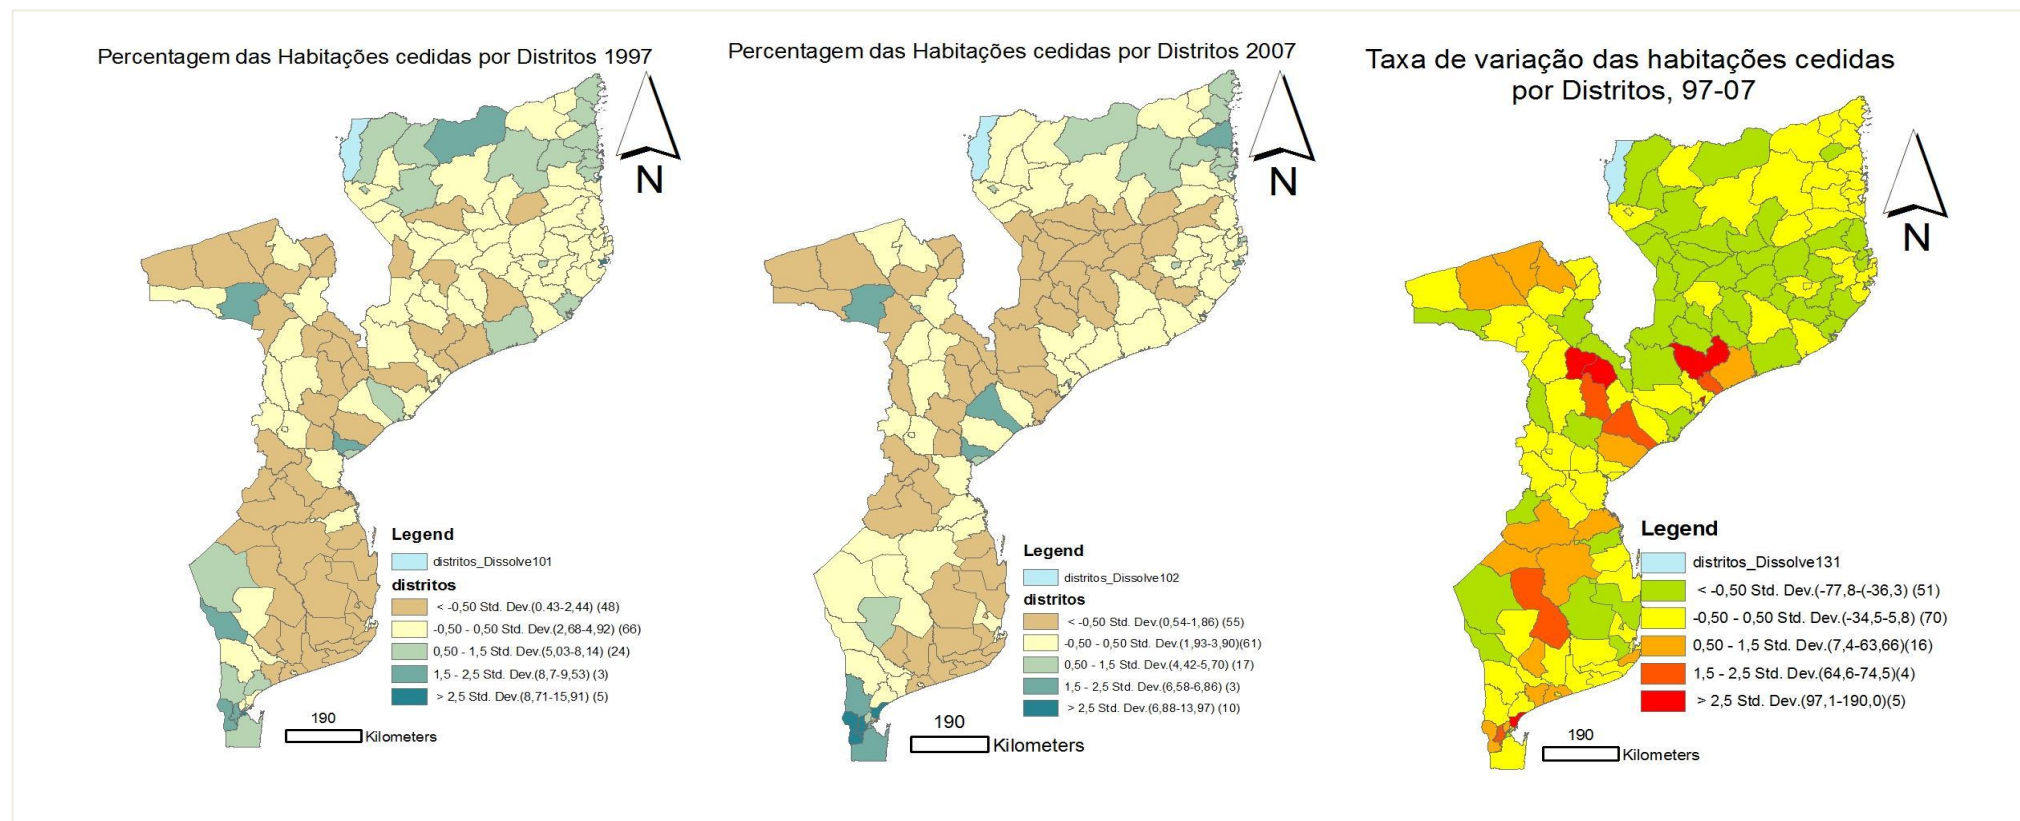 Percentagem das Habitações cedidas por Distritos 1997
N
Legend
distritos_Dissolve101
distritos
< -0,50 Std. Dev.(0.43-2,44) (48)
-0,50 - 0,50 Std. Dev.(2,68-4,92) (66)
0,50 - 1,5 Std. Dev.(5,03-8,14) (24)
1,5 - 2,5 Std. Dev.(8,7-9,53) (3)
> 2,5 Std. Dev.(8,71-15,91) (5)
190
Kilometers
Percentagem das Habitações cedidas por Distritos 2007
N
Legend
distritos_Dissolve102
distritos
< -0,50 Std. Dev.(0,54-1,86) (55)
-0,50 - 0,50 Std. Dev.(1,93-3,90)(61)
0,50 - 1,5 Std. Dev.(4,42-5,70) (17)
1,5 - 2,5 Std. Dev.(6,58-6,86) (3)
> 2,5 Std. Dev.(6,88-13,97) (10)
190
Kilometers
Taxa de variação das habitações cedidas
por Distritos, 97-07
N
Legend
distritos_Dissolve131
< -0,50 Std. Dev.(-77,8-(-36,3) (51)
-0,50 - 0,50 Std. Dev.(-34,5-5,8) (70)
0,50 - 1,5 Std. Dev.(7,4-63,66)(16)
1,5 - 2,5 Std. Dev.(64,6-74,5)(4)
> 2,5 Std. Dev.(97,1-190,0)(5)
190
Kilometers